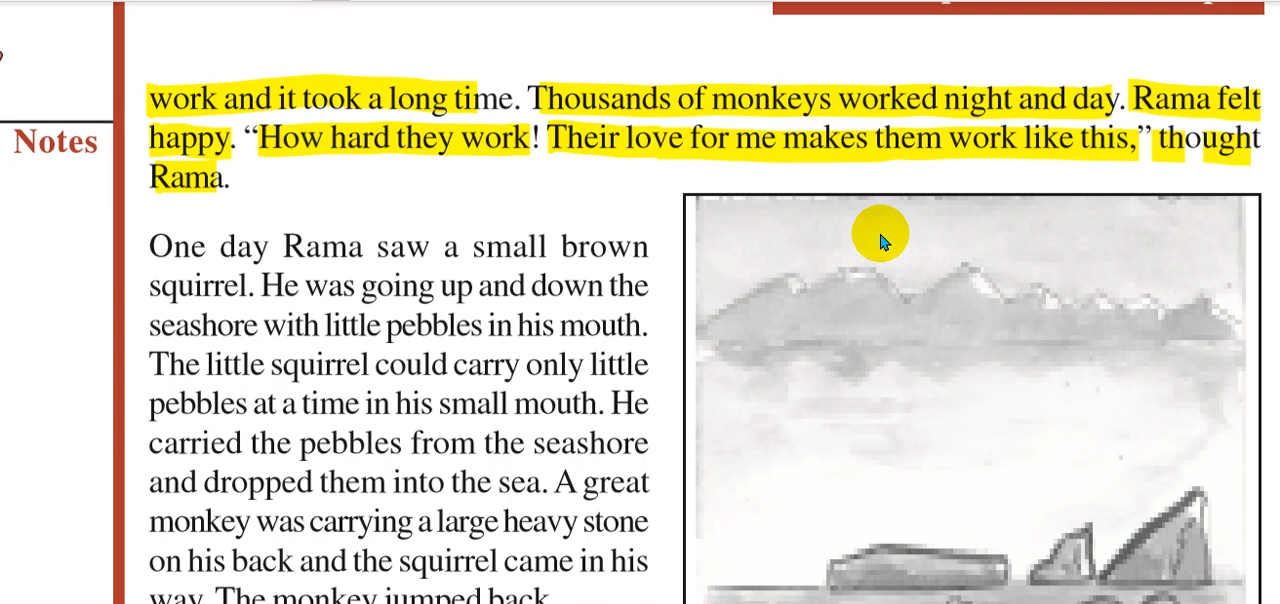 work and it took a long time. Thousands of monkeys worked night and day. Rama felt
happy. “How hard they work! Their love for me makes them work like this,” thought
Rama.
Notes
One day Rama saw a small brown
squirrel. He was going up and down the
seashore with little pebbles in his mouth.
The little squirrel could carry only little
pebbles at a time in his small mouth. He
carried the pebbles from the seashore
and dropped them into the sea. A great
monkey was carrying a large heavy stone
on his back and the squirrel came in his
way. The monkey jumped back.